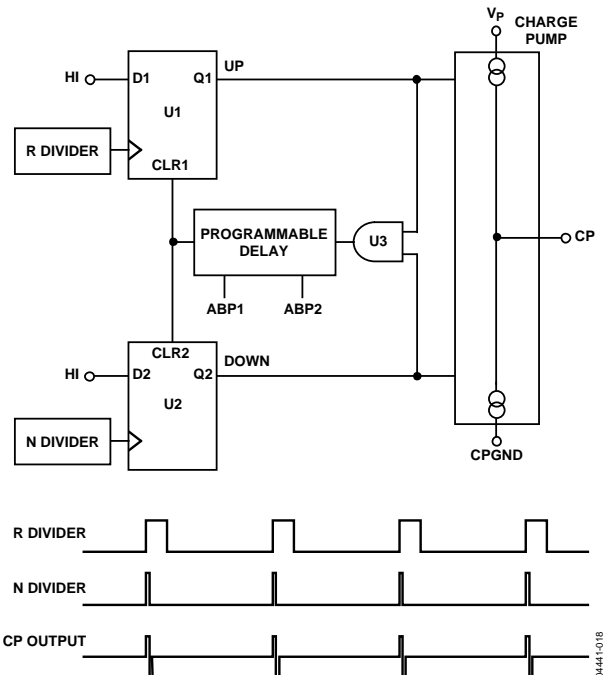 VP
CHARGE
PUMP
HI
D1
Q1
UP
U1
R DIVIDER
CLR1
PROGRAMMABLE
DELAY
U3
CP
ABP1
ABP2
CLR2
DOWN
HI
D2
Q2
U2
N DIVIDER
CPGND
R DIVIDER
N DIVIDER
CP OUTPUT
04441-018